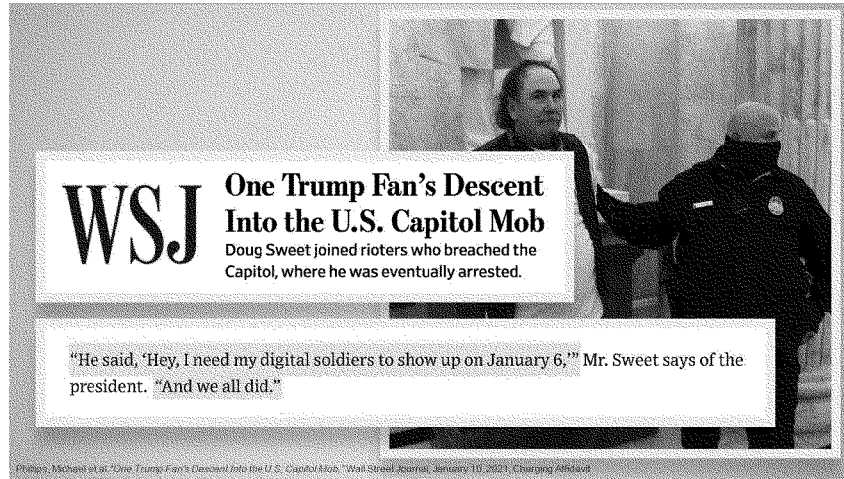 WSJ
One Trump Fan's Descent
Into the U.S. Capitol Mob
Doug Sweet joined rioters who breached the
Capitol, where he was eventually arrested.
“He said, ‘Hey, I need my digital soldiers to show up on January 6,’” Mr. Sweet says of the
president. “And we all did.”
Phillips, Michael et al. "One Trump Fan's Descent Into the U.S. Capitol Mob," Wall Street Journal, January 10, 2021, Charging Affidavit